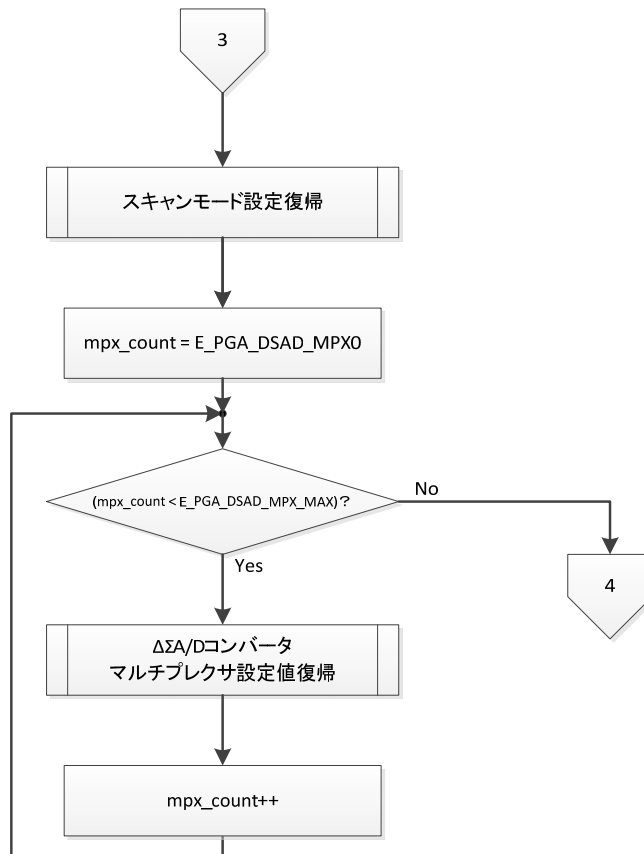 3
スキャンモード設定復帰
mpx_count = E_PGA_DSAD_MPX0
(mpx_count < E_PGA_DSAD_MPX_MAX)？
No
Yes
4
ΔΣA/Dコンバータ
マルチプレクサ設定値復帰
mpx_count++